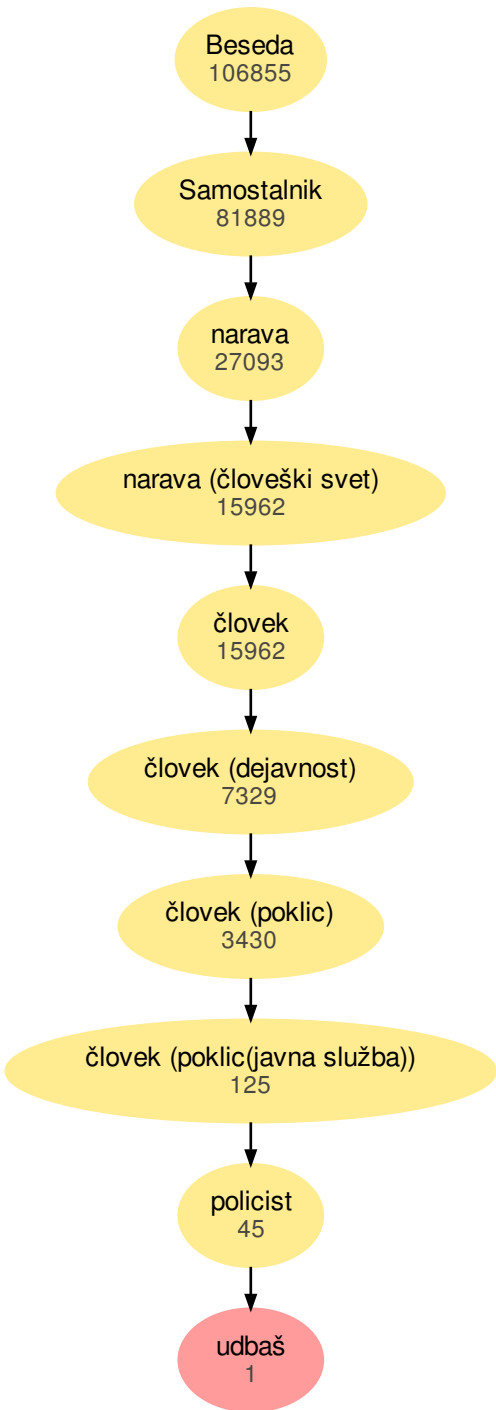 Beseda
106855
Samostalnik
81889
narava
27093
narava (človeški svet)
15962
človek
15962
človek (dejavnost)
7329
človek (poklic)
3430
človek (poklic(javna služba))
125
policist
45
udbaš
1